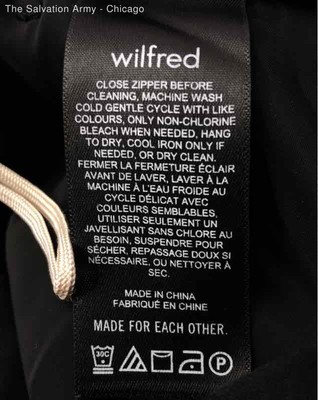 The Salvation Army - Chicago
wilfred
CLOSE ZIPPER BEFORE
CLEANING, MACHINE WASH
COLD GENTLE CYCLE WITH LIKE
COLOURS, ONLY NON-CHLORINE
BLEACH WHEN NEEDED, HANG
TO DRY, COOL IRON ONLY IF
NEEDED, OR DRY CLEAN.
FERMER LA FERMETURE ÉCLAIR
AVANT DE LAVER, LAVER À LA
MACHINE À L'EAU FROIDE AU
CYCLE DÉLICAT AVEC
COULEURS SEMBLABLES,
UTILISER SEULEMENT UN
JAVELLISANT SANS CHLORE AU
BESOIN, SUSPENDRE POUR
SÉCHER, REPASSAGE DOUX SI
NÉCESSAIRE, OU NETTOYER À
SEC.
MADE IN CHINA
FABRIQUÉ EN CHINE
MADE FOR EACH OTHER.
30C P